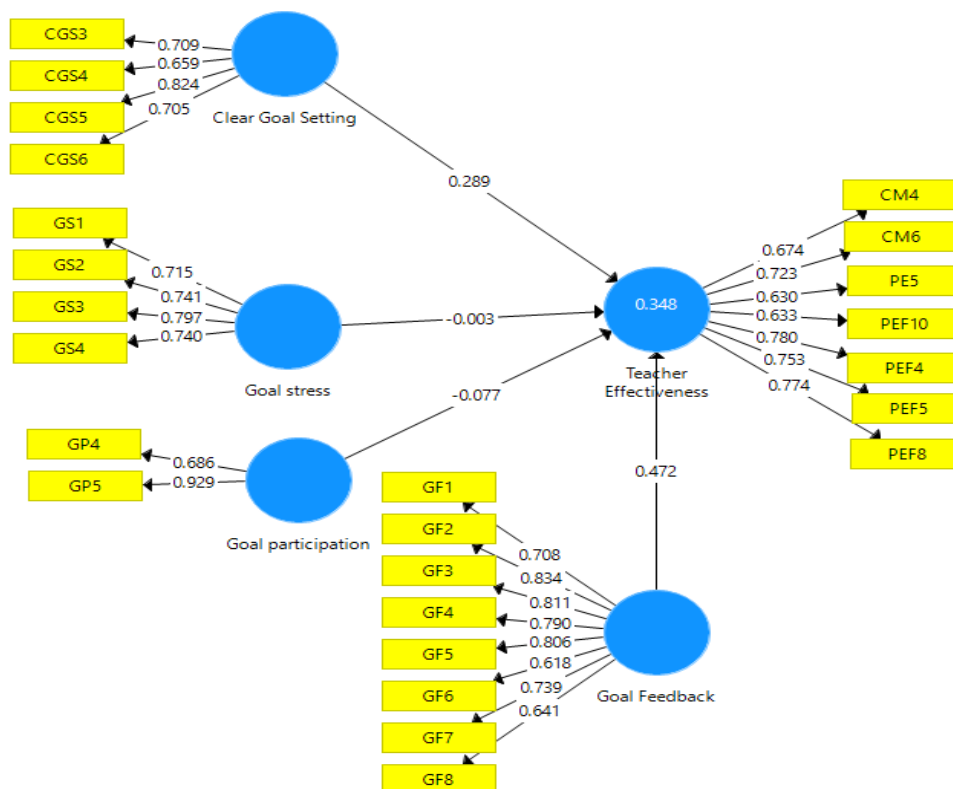 CGS3
CGS4
CGS5
CGS6
0.709
0.659
0.824
0.705
Clear Goal Setting
0.289
GS1
GS2
GS3
GS4
0.715
0.741
0.797
0.740
Goal stress
-0.003
GP4
GP5
0.686
0.929
Goal participation
-0.077
0.348
Teacher
Effectiveness
0.674
0.723
0.630
0.633
0.780
0.753
0.774
CM4
CM6
PE5
PEF10
PEF4
PEF5
PEF8
0.472
GF1
GF2
GF3
GF4
GF5
GF6
GF7
GF8
0.708
0.834
0.811
0.790
0.806
0.618
0.739
0.641
Goal Feedback